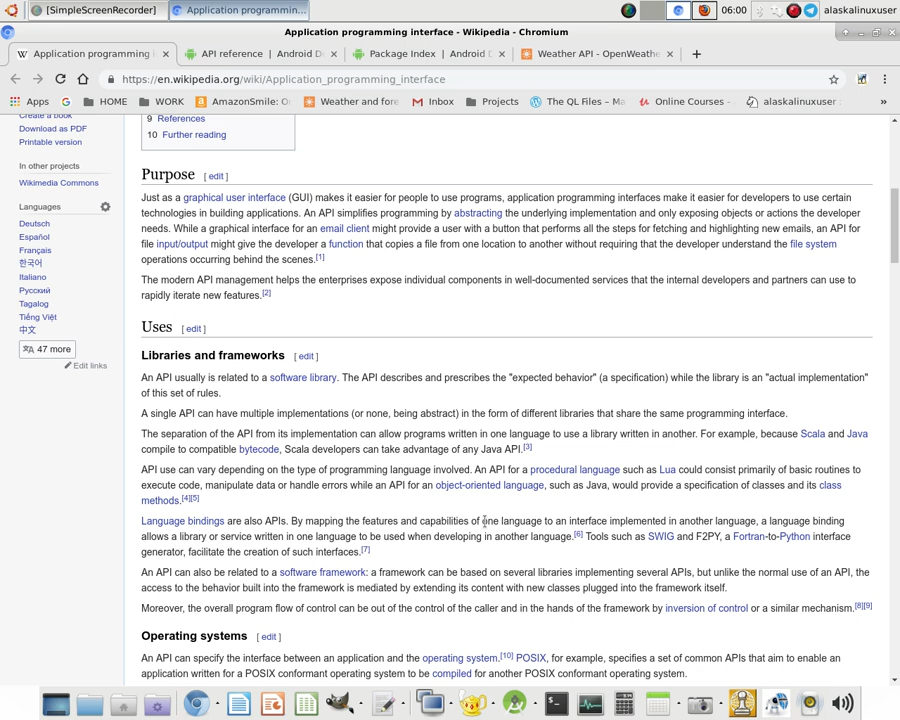 [SimpleScreenRecorder]
Application programmin...
06:00
alaskalinuxuser
Application programming interface - Wikipedia - Chromium
Application programming
API reference | Android D
Package Index | Android D
Weather API - OpenWeathe
https://en.wikipedia.org/wiki/Application_programming_interface
Apps
HOME
WORK
AmazonSmile: O
Weather and fore
Inbox
Projects
The QL Files – Ma
Online Courses -
alaskalinuxuser :
»
Create a book
Download as PDF
Printable version
In other projects
Wikimedia Commons
Languages
Deutsch
Español
Français
한국어
Italiano
Русский
Tagalog
Tiếng Việt
中文
47 more
Edit links
9 References
10 Further reading
Purpose [ edit ]
Just as a graphical user interface (GUI) makes it easier for people to use programs, application programming interfaces make it easier for developers to use certain
technologies in building applications. An API simplifies programming by abstracting the underlying implementation and only exposing objects or actions the developer
needs. While a graphical interface for an email client might provide a user with a button that performs all the steps for fetching and highlighting new emails, an API for
file input/output might give the developer a function that copies a file from one location to another without requiring that the developer understand the file system
operations occurring behind the scenes.[1]
The modern API management helps the enterprises expose individual components in well-documented services that the internal developers and partners can use to
rapidly iterate new features.[2]
Uses [ edit ]
Libraries and frameworks [ edit ]
An API usually is related to a software library. The API describes and prescribes the "expected behavior" (a specification) while the library is an "actual implementation"
of this set of rules.
A single API can have multiple implementations (or none, being abstract) in the form of different libraries that share the same programming interface.
The separation of the API from its implementation can allow programs written in one language to use a library written in another. For example, because Scala and Java
compile to compatible bytecode, Scala developers can take advantage of any Java API.[3]
API use can vary depending on the type of programming language involved. An API for a procedural language such as Lua could consist primarily of basic routines to
execute code, manipulate data or handle errors while an API for an object-oriented language, such as Java, would provide a specification of classes and its class
methods.[4][5]
Language bindings are also APIs. By mapping the features and capabilities of one language to an interface implemented in another language, a language binding
allows a library or service written in one language to be used when developing in another language.[6] Tools such as SWIG and F2PY, a Fortran-to-Python interface
generator, facilitate the creation of such interfaces.[7]
An API can also be related to a software framework: a framework can be based on several libraries implementing several APIs, but unlike the normal use of an API, the
access to the behavior built into the framework is mediated by extending its content with new classes plugged into the framework itself.
Moreover, the overall program flow of control can be out of the control of the caller and in the hands of the framework by inversion of control or a similar mechanism.[8][9]
Operating systems [ edit ]
An API can specify the interface between an application and the operating system.[10] POSIX, for example, specifies a set of common APIs that aim to enable an
application written for a POSIX conformant operating system to be compiled for another POSIX conformant operating system.